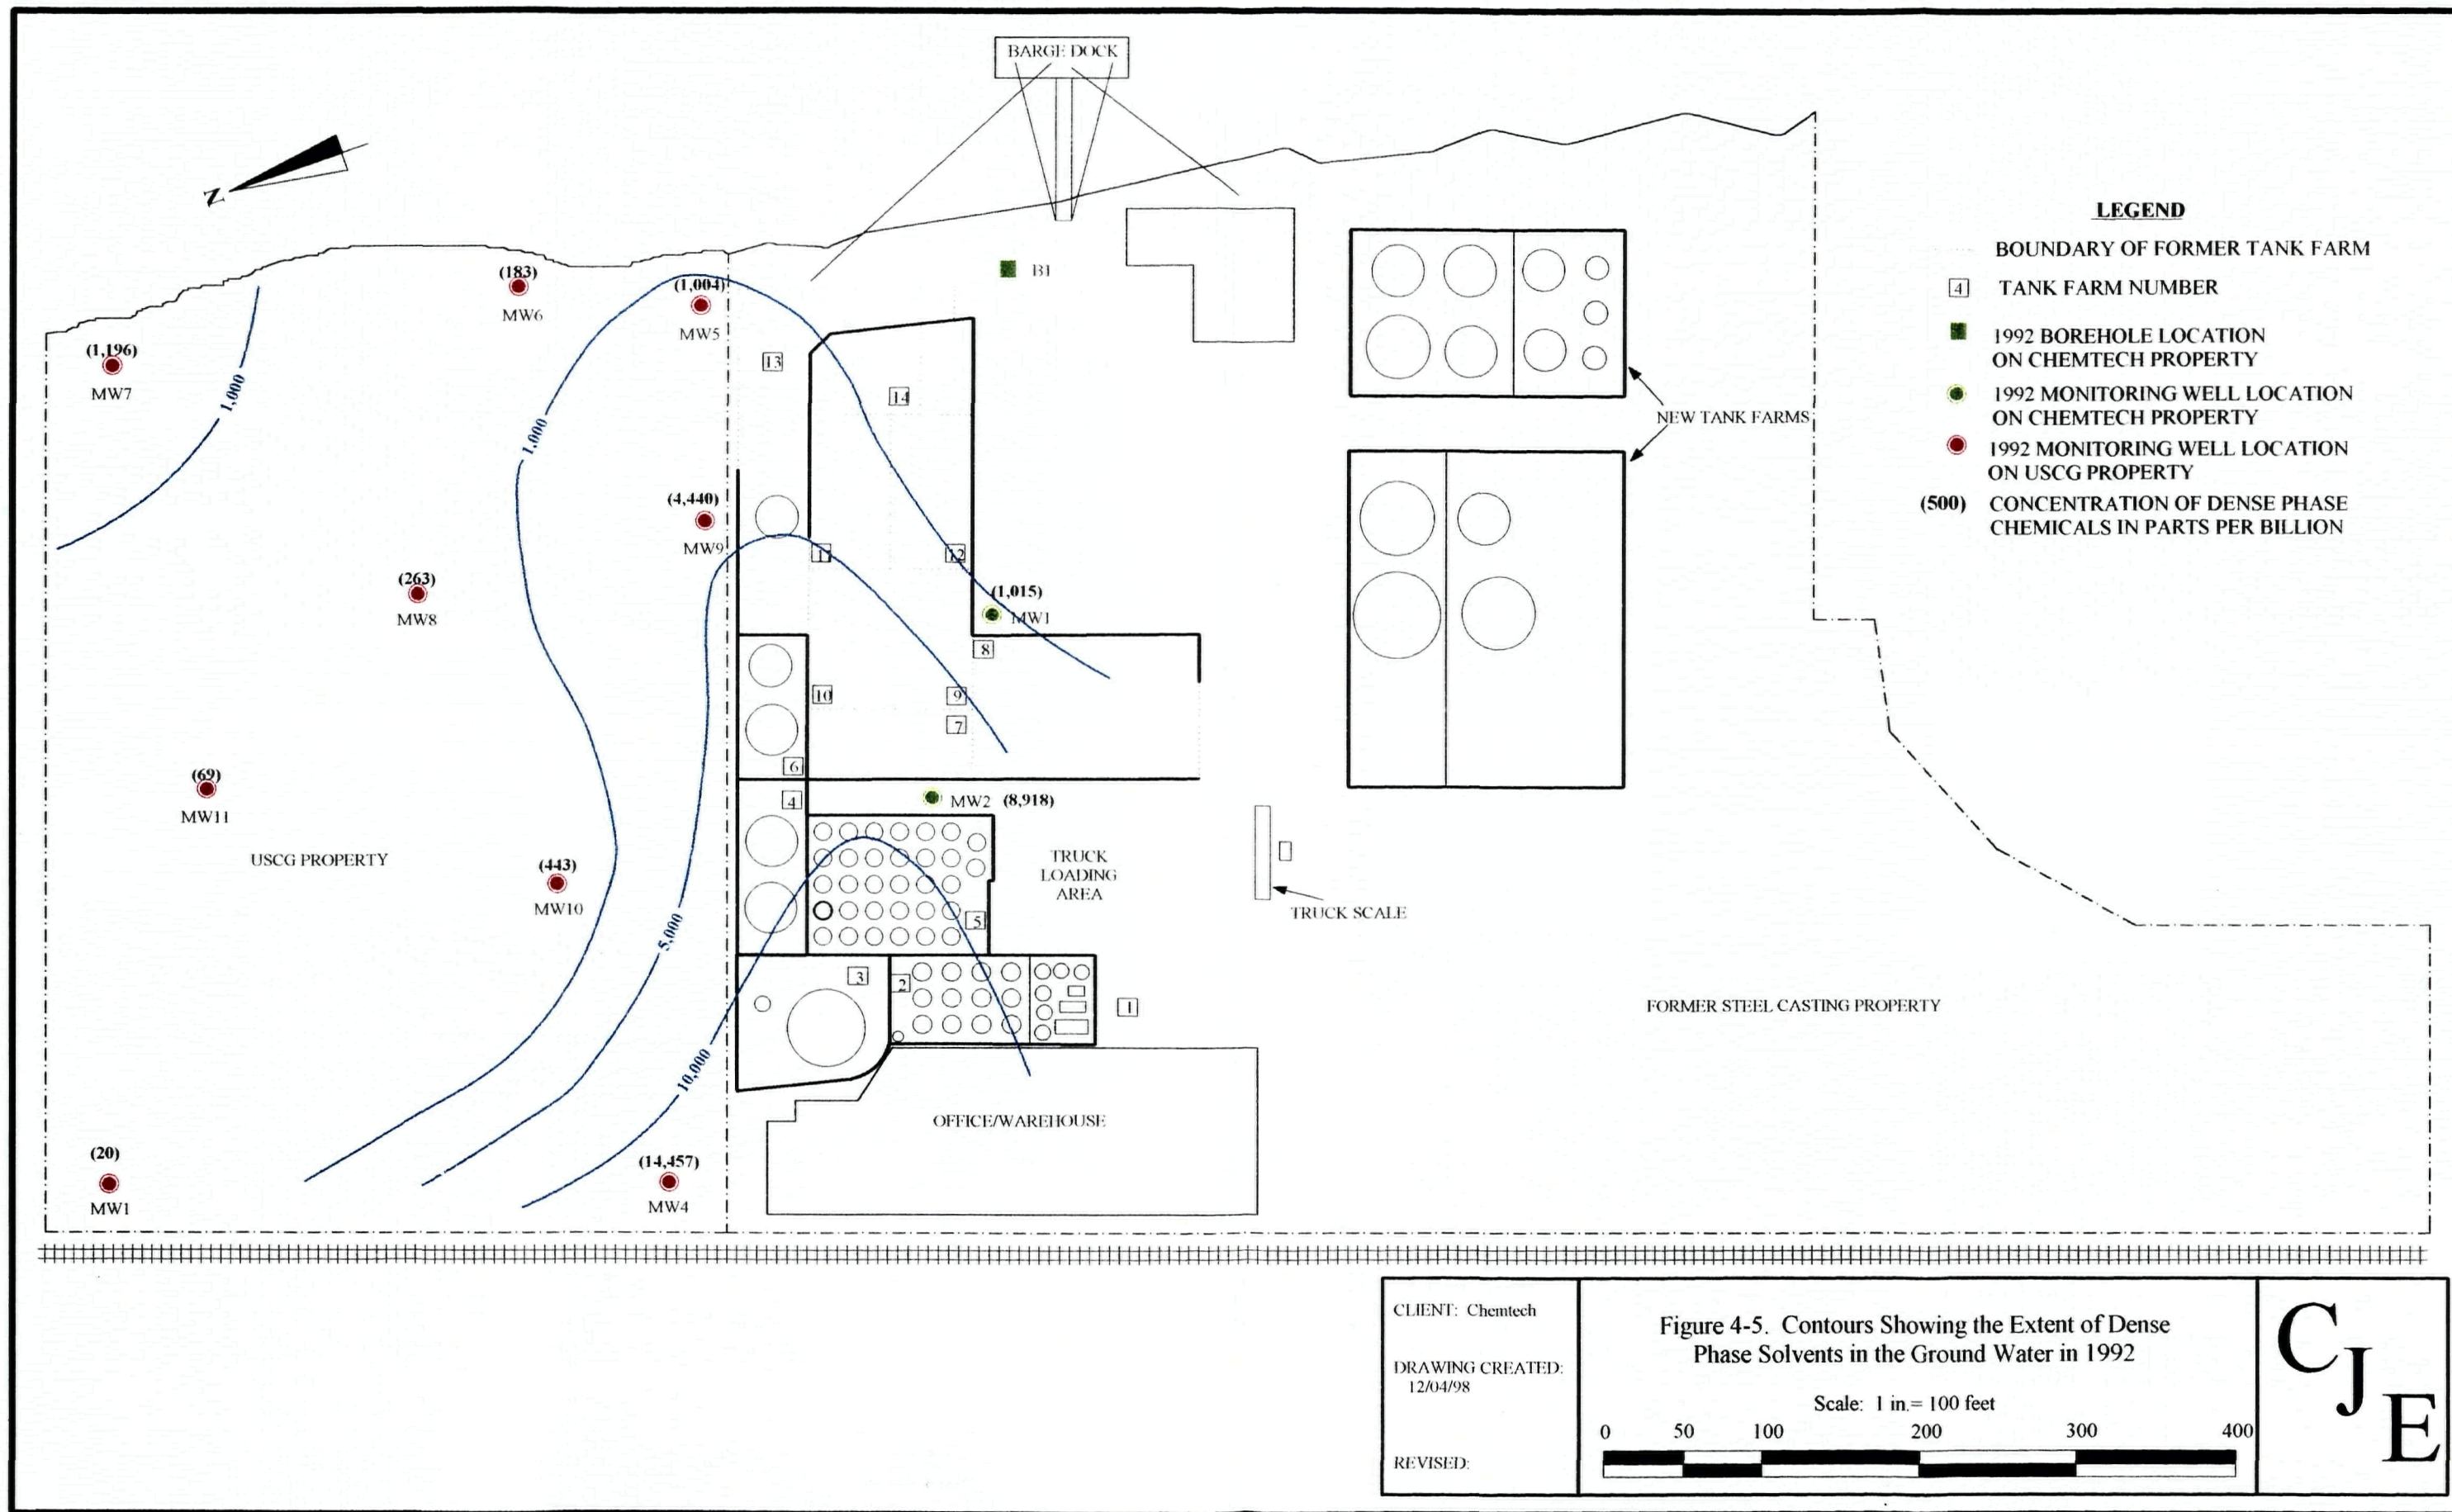 BARGE DOCK
N
LEGEND
BOUNDARY OF FORMER TANK FARM
4 TANK FARM NUMBER
1992 BOREHOLE LOCATION
ON CHEMTECH PROPERTY
1992 MONITORING WELL LOCATION
ON CHEMTECH PROPERTY
1992 MONITORING WELL LOCATION
ON USCG PROPERTY
(500) CONCENTRATION OF DENSE PHASE
CHEMICALS IN PARTS PER BILLION
B1
(183)
MW6
(1,004)
MW5
(1,196)
MW7
1,000
1,000
13
14
NEW TANK FARMS
(4,440)
MW9
11
12
(263)
MW8
(1,015)
MW1
8
10
9
7
6
4
MW2 (8,918)
(69)
MW11
USCG PROPERTY
(443)
MW10
5,000
TRUCK
LOADING
AREA
5
TRUCK SCALE
3
2
1
FORMER STEEL CASTING PROPERTY
10,000
OFFICE/WAREHOUSE
(20)
MW1
(14,457)
MW4
CLIENT: Chemtech
DRAWING CREATED:
12/04/98
REVISED:
Figure 4-5. Contours Showing the Extent of Dense
Phase Solvents in the Ground Water in 1992
Scale: 1 in.= 100 feet
0 50 100 200 300 400
CJE